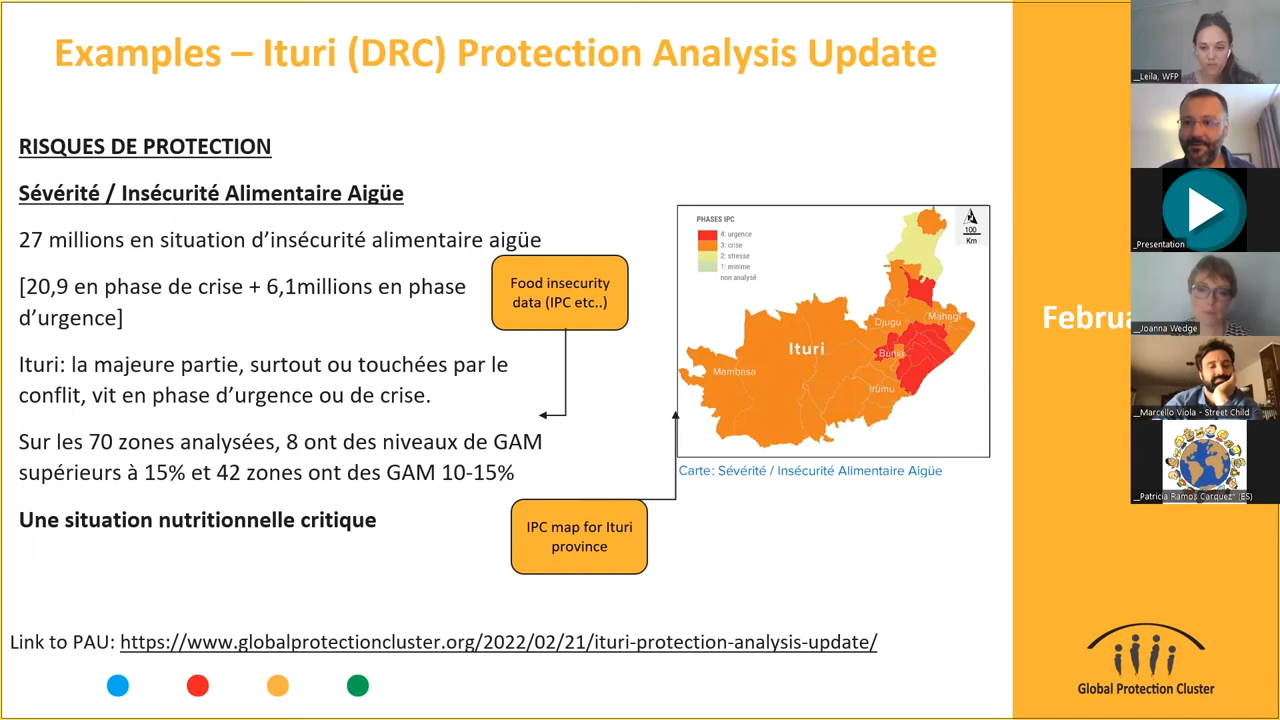 Examples – Ituri (DRC) Protection Analysis Update
RISQUES DE PROTECTION
Sévérité / Insécurité Alimentaire Aigüe
27 millions en situation d'insécurité alimentaire aigüe
[20,9 en phase de crise + 6,1millions en phase
d'urgence]
Ituri: la majeure partie, surtout ou touchées par le
conflit, vit en phase d'urgence ou de crise.
Sur les 70 zones analysées, 8 ont des niveaux de GAM
supérieurs à 15% et 42 zones ont des GAM 10-15%
Une situation nutritionnelle critique
Food insecurity
data (IPC etc..)
IPC map for Ituri
province
PHASES IPC
4: urgence
3: crise
2: stresse
1: minime
non analysé
100
Km
Ituri
Mambasa
Djugu
Mahagi
Bunia
Irumu
Carte: Sévérité / Insécurité Alimentaire Aigüe
Link to PAU: https://www.globalprotectioncluster.org/2022/02/21/ituri-protection-analysis-update/
Februa
_Leila, WFP
_Presentation
_Joanna Wedge
_Marcello Viola - Street Child
_Patricia Ramos Carquez* (ES)
Global Protection Cluster